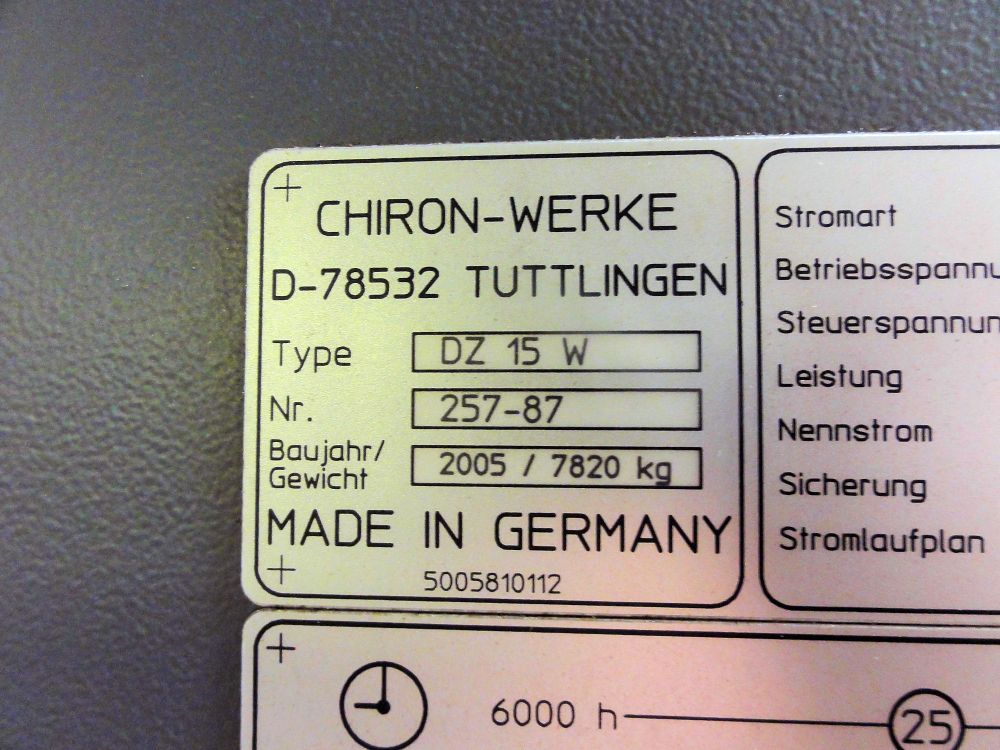 CHIRON-WERKE
D-78532 TUTTLINGEN
Type DZ 15 W
Nr. 257-87
Baujahr/
Gewicht 2005 / 7820 kg
MADE IN GERMANY
5005810112
Stromart
Betriebsspannu
Steuerspannun
Leistung
Nennstrom
Sicherung
Stromlaufplan
6000 h 25